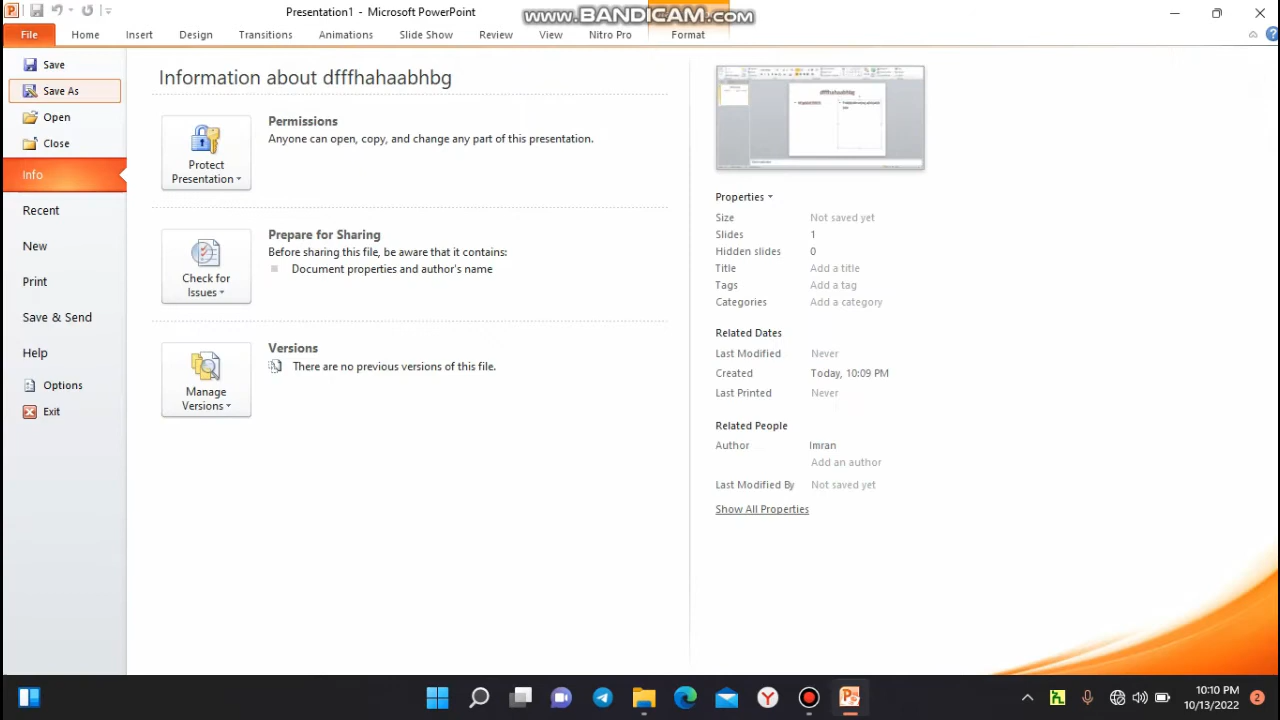 Presentation1 - Microsoft PowerPoint
www.BANDICAM.com
File Home Insert Design Transitions Animations Slide Show Review View Nitro Pro Format
Save
Save As
Open
Close
Info
Recent
New
Print
Save & Send
Help
Options
Exit
Information about dfffhahaabhbg
Protect
Presentation
Permissions
Anyone can open, copy, and change any part of this presentation.
Check for
Issues
Prepare for Sharing
Before sharing this file, be aware that it contains:
Document properties and author's name
Manage
Versions
Versions
There are no previous versions of this file.
dfffhahaabhbg
Properties
Size Not saved yet
Slides 1
Hidden slides 0
Title Add a title
Tags Add a tag
Categories Add a category
Related Dates
Last Modified Never
Created Today, 10:09 PM
Last Printed Never
Related People
Author Imran
Add an author
Last Modified By Not saved yet
Show All Properties
10:10 PM
10/13/2022
2